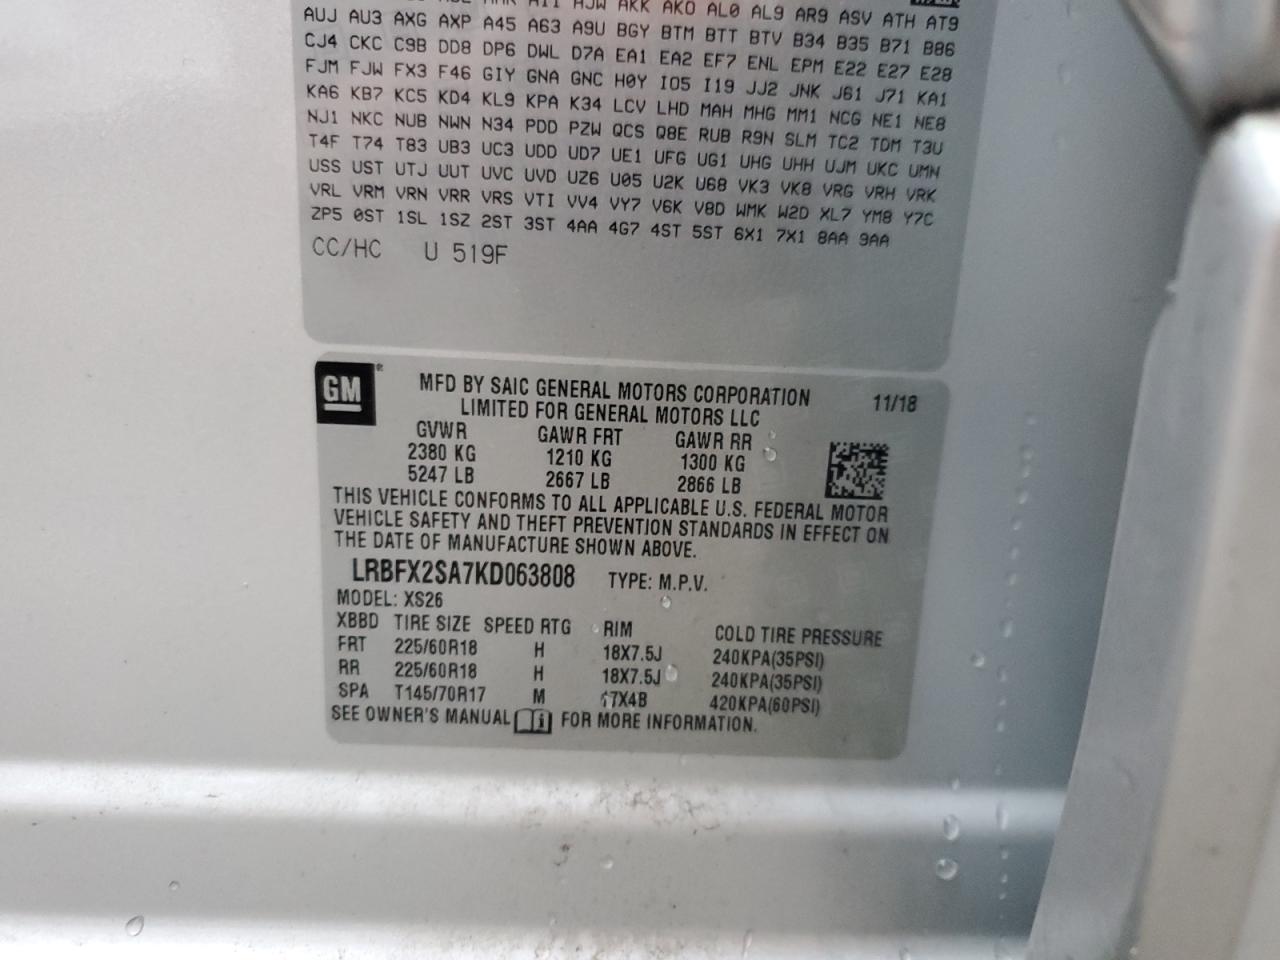 AKK AKO AL0 AL9 AR9 ASV ATH AT9
AUJ AU3 AXG AXP A45 A63 A9U BGY BTM BTT BTV B34 B35 B71 B86
CJ4 CKC C9B DD8 DP6 DWL D7A EA1 EA2 EF7 ENL EPM E22 E27 E28
FJM FJW FX3 F46 GIY GNA GNC H0Y IO5 I19 JJ2 JNK J61 J71 KA1
KA6 KB7 KC5 KD4 KL9 KPA K34 LCV LHD MAH MHG MM1 NCG NE1 NE8
NJ1 NKC NUB NWN N34 PDD PZW QCS Q8E RUB R9N SLM TC2 TDM T3U
T4F T74 T83 UB3 UC3 UDD UD7 UE1 UFG UG1 UHG UHH UJM UKC UMN
USS UST UTJ UUT UVC UVD UZ6 U05 U2K U68 VK3 VK8 VRG VRH VRK
VRL VRM VRN VRR VRS VTI VV4 VY7 V6K V8D WMK W2D XL7 YM8 Y7C
ZP5 0ST 1SL 1SZ 2ST 3ST 4AA 4G7 4ST 5ST 6X1 7X1 8AA 9AA
CC/HC U 519F
GM®
MFD BY SAIC GENERAL MOTORS CORPORATION 11/18
LIMITED FOR GENERAL MOTORS LLC
GVWR GAWR FRT GAWR RR
2380 KG 1210 KG 1300 KG
5247 LB 2667 LB 2866 LB
THIS VEHICLE CONFORMS TO ALL APPLICABLE U.S. FEDERAL MOTOR
VEHICLE SAFETY AND THEFT PREVENTION STANDARDS IN EFFECT ON
THE DATE OF MANUFACTURE SHOWN ABOVE.
LRBFX2SA7KD063808 TYPE: M.P.V.
MODEL: XS26
XBBD TIRE SIZE SPEED RTG RIM COLD TIRE PRESSURE
FRT 225/60R18 H 18X7.5J 240KPA(35PSI)
RR 225/60R18 H 18X7.5J 240KPA(35PSI)
SPA T145/70R17 M 17X4B 420KPA(60PSI)
SEE OWNER'S MANUAL FOR MORE INFORMATION.